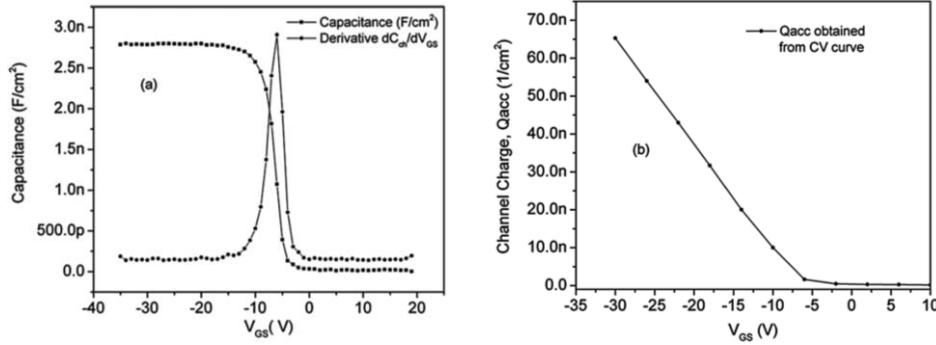 Capacitance (F/cm²)
Derivative dC_ch/dV_GS
(a)
3.0n
2.5n
2.0n
1.5n
1.0n
500.0p
0.0
Capacitance (F/cm²)
-40 -30 -20 -10 0 10 20
V_GS( V)
Qacc obtained
from CV curve
(b)
70.0n
60.0n
50.0n
40.0n
30.0n
20.0n
10.0n
0.0
Channel Charge, Qacc (1/cm²)
-35 -30 -25 -20 -15 -10 -5 0 5 10
V_GS (V)